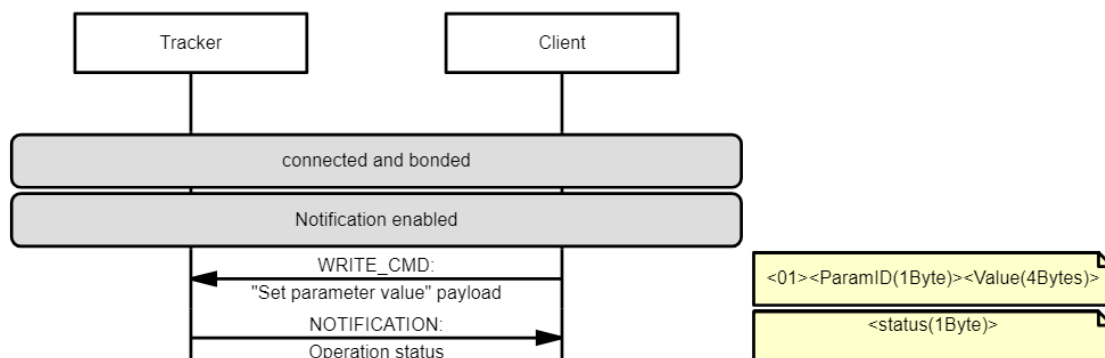 Tracker
Client
connected and bonded
Notification enabled
WRITE_CMD:
"Set parameter value" payload
<01><ParamID(1Byte)><Value(4Bytes)>
NOTIFICATION:
Operation status
<status(1Byte)>